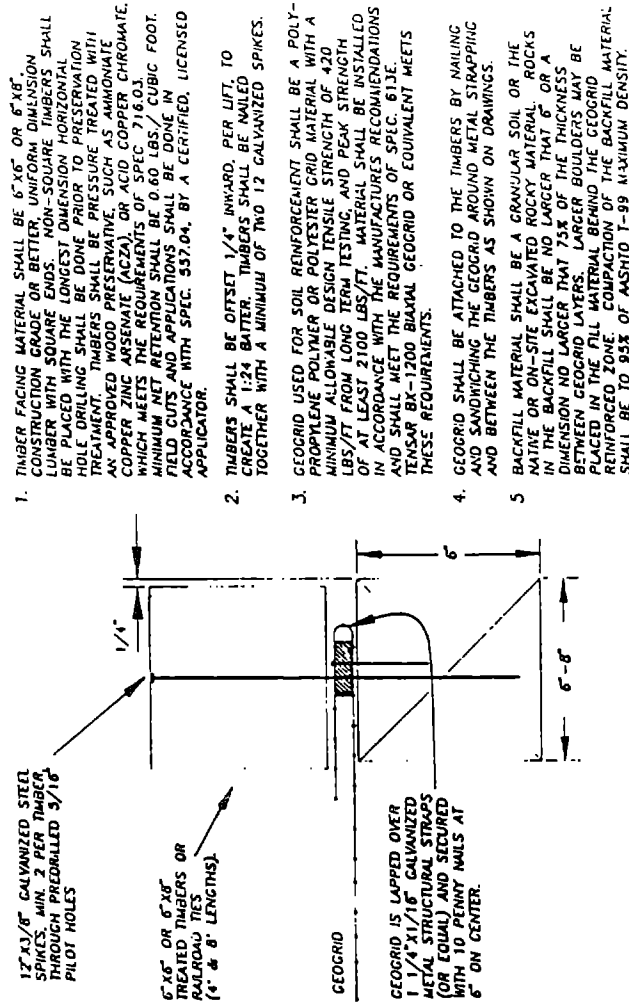 12"X3/8" GALVANIZED STEEL
SPIKES, MIN. 2 PER TIMBER,
THROUGH PREDRILLED 5/16"
PILOT HOLES
1/4"
6"X6" OR 6"X8"
TREATED TIMBERS OR
RAILROAD TIES
(4' & 8' LENGTHS).
GEOGRID
6"
6"-8"
GEOGRID IS LAPPED OVER
1 1/4"X1/16" GALVANIZED
METAL STRUCTURAL STRAPS
(OR EQUAL) AND SECURED
WITH 10 PENNY NAILS AT
6" ON CENTER.
1. TIMBER FACING MATERIAL SHALL BE 6"X6" OR 6"X8",
CONSTRUCTION GRADE OR BETTER, UNIFORM DIMENSION
LUMBER WITH SQUARE ENDS. NON-SQUARE TIMBERS SHALL
BE PLACED WITH THE LONGEST DIMENSION HORIZONTAL
HOLE DRILLING SHALL BE DONE PRIOR TO PRESERVATION
TREATMENT. TIMBERS SHALL BE PRESSURE TREATED WITH
AN APPROVED WOOD PRESERVATIVE, SUCH AS AMMONIATE
COPPER ZINC ARSENATE (ACZA), OR ACID COPPER CHROMATE,
WHICH MEETS THE REQUIREMENTS OF SPEC 716.03.
MINIMUM NET RETENTION SHALL BE 0.60 LBS./ CUBIC FOOT.
FIELD CUTS AND APPLICATIONS SHALL BE DONE IN
ACCORDANCE WITH SPEC. 557.04, BY A CERTIFIED, LICENSED
APPLICATOR.
2. TIMBERS SHALL BE OFFSET 1/4" INWARD, PER LIFT, TO
CREATE A 1:24 BATTER. TIMBERS SHALL BE NAILED
TOGETHER WITH A MINIMUM OF TWO 12 GALVANIZED SPIKES.
3. GEOGRID USED FOR SOIL REINFORCEMENT SHALL BE A POLY-
PROPYLENE POLYMER OR POLYESTER GRID MATERIAL WITH A
MINIMUM ALLOWABLE DESIGN TENSILE STRENGTH OF 420
LBS/FT FROM LONG TERM TESTING, AND PEAK STRENGTH
OF AT LEAST 2100 LBS/FT. MATERIAL SHALL BE INSTALLED
IN ACCORDANCE WITH THE MANUFACTURES RECOMMENDATIONS
AND SHALL MEET THE REQUIREMENTS OF SPEC. 613E.
TENSAR BX-1200 BIAXIAL GEOGRID OR EQUIVALENT MEETS
THESE REQUIREMENTS.
4. GEOGRID SHALL BE ATTACHED TO THE TIMBERS BY NAILING
AND SANDWICHING THE GEOGRID AROUND METAL STRAPPING
AND BETWEEN THE TIMBERS AS SHOWN ON DRAWINGS.
5 BACKFILL MATERIAL SHALL BE A GRANULAR SOIL OR THE
NATIVE OR ON-SITE EXCAVATED ROCKY MATERIAL. ROCKS
IN THE BACKFILL SHALL BE NO LARGER THAT 6" OR A
DIMENSION NO LARGER THAT 75% OF THE THICKNESS
BETWEEN GEOGRID LAYERS. LARGER BOULDERS MAY BE
PLACED IN THE FILL MATERIAL BEHIND THE GEOGRID
REINFORCED ZONE. COMPACTION OF THE BACKFILL MATERIAL
SHALL BE TO 95% OF AASHTO T-99 MAXIMUM DENSITY.